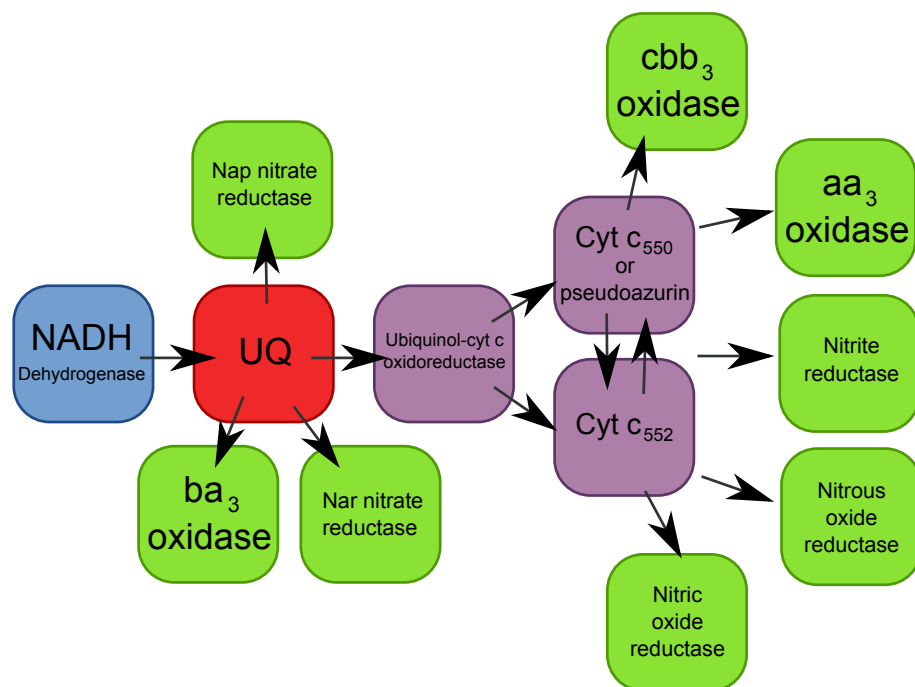 cbb₃
oxidase
Nap nitrate
reductase
aa₃
oxidase
Cyt c₅₅₀
or
pseudoazurin
NADH
Dehydrogenase
UQ
Ubiquinol-cyt c
oxidoreductase
Nitrite
reductase
Cyt c₅₅₂
ba₃
oxidase
Nar nitrate
reductase
Nitrous
oxide
reductase
Nitric
oxide
reductase